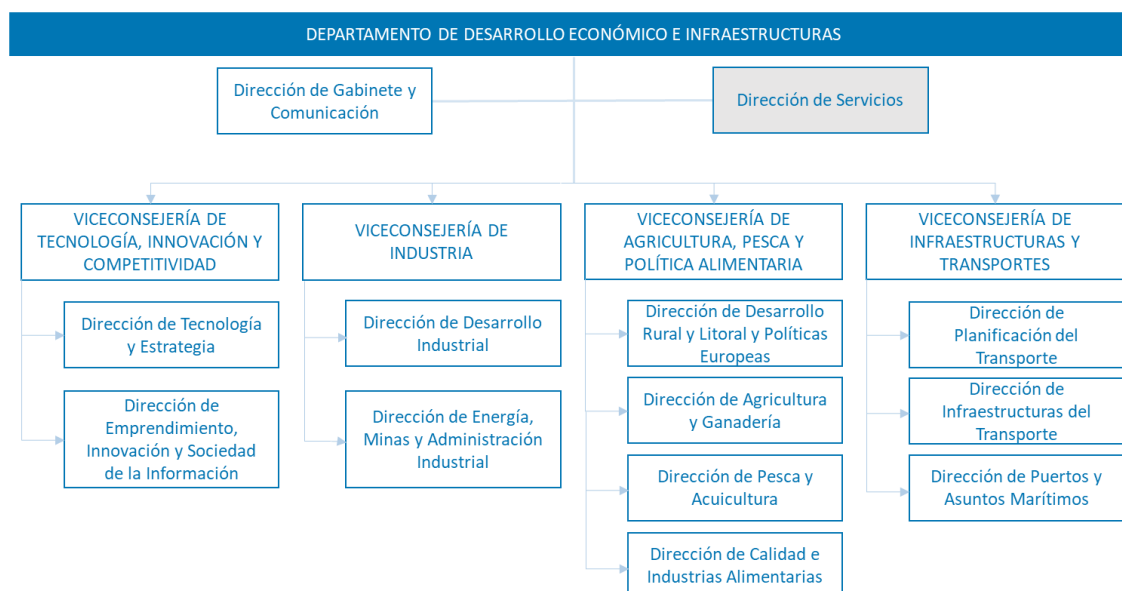 DEPARTAMENTO DE DESARROLLO ECONÓMICO E INFRAESTRUCTURAS
Dirección de Gabinete y
Comunicación
Dirección de Servicios
VICECONSEJERÍA DE
TECNOLOGÍA, INNOVACIÓN Y
COMPETITIVIDAD
Dirección de Tecnología
y Estrategia
Dirección de
Emprendimiento,
Innovación y Sociedad
de la Información
VICECONSEJERÍA DE
INDUSTRIA
Dirección de Desarrollo
Industrial
Dirección de Energía,
Minas y Administración
Industrial
VICECONSEJERÍA DE
AGRICULTURA, PESCA Y
POLÍTICA ALIMENTARIA
Dirección de Desarrollo
Rural y Litoral y Políticas
Europeas
Dirección de Agricultura
y Ganadería
Dirección de Pesca y
Acuicultura
Dirección de Calidad e
Industrias Alimentarias
VICECONSEJERÍA DE
INFRAESTRUCTURAS Y
TRANSPORTES
Dirección de
Planificación del
Transporte
Dirección de
Infraestructuras del
Transporte
Dirección de Puertos y
Asuntos Marítimos